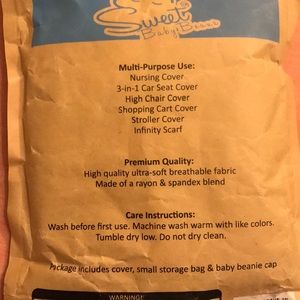 Sweet
Baby Beans
Multi-Purpose Use:
Nursing Cover
3-in-1 Car Seat Cover
High Chair Cover
Shopping Cart Cover
Stroller Cover
Infinity Scarf
Premium Quality:
High quality ultra-soft breathable fabric
Made of a rayon & spandex blend
Care Instructions:
Wash before first use. Machine wash warm with like colors.
Tumble dry low. Do not dry clean.
Package includes cover, small storage bag & baby beanie cap
WARNING!